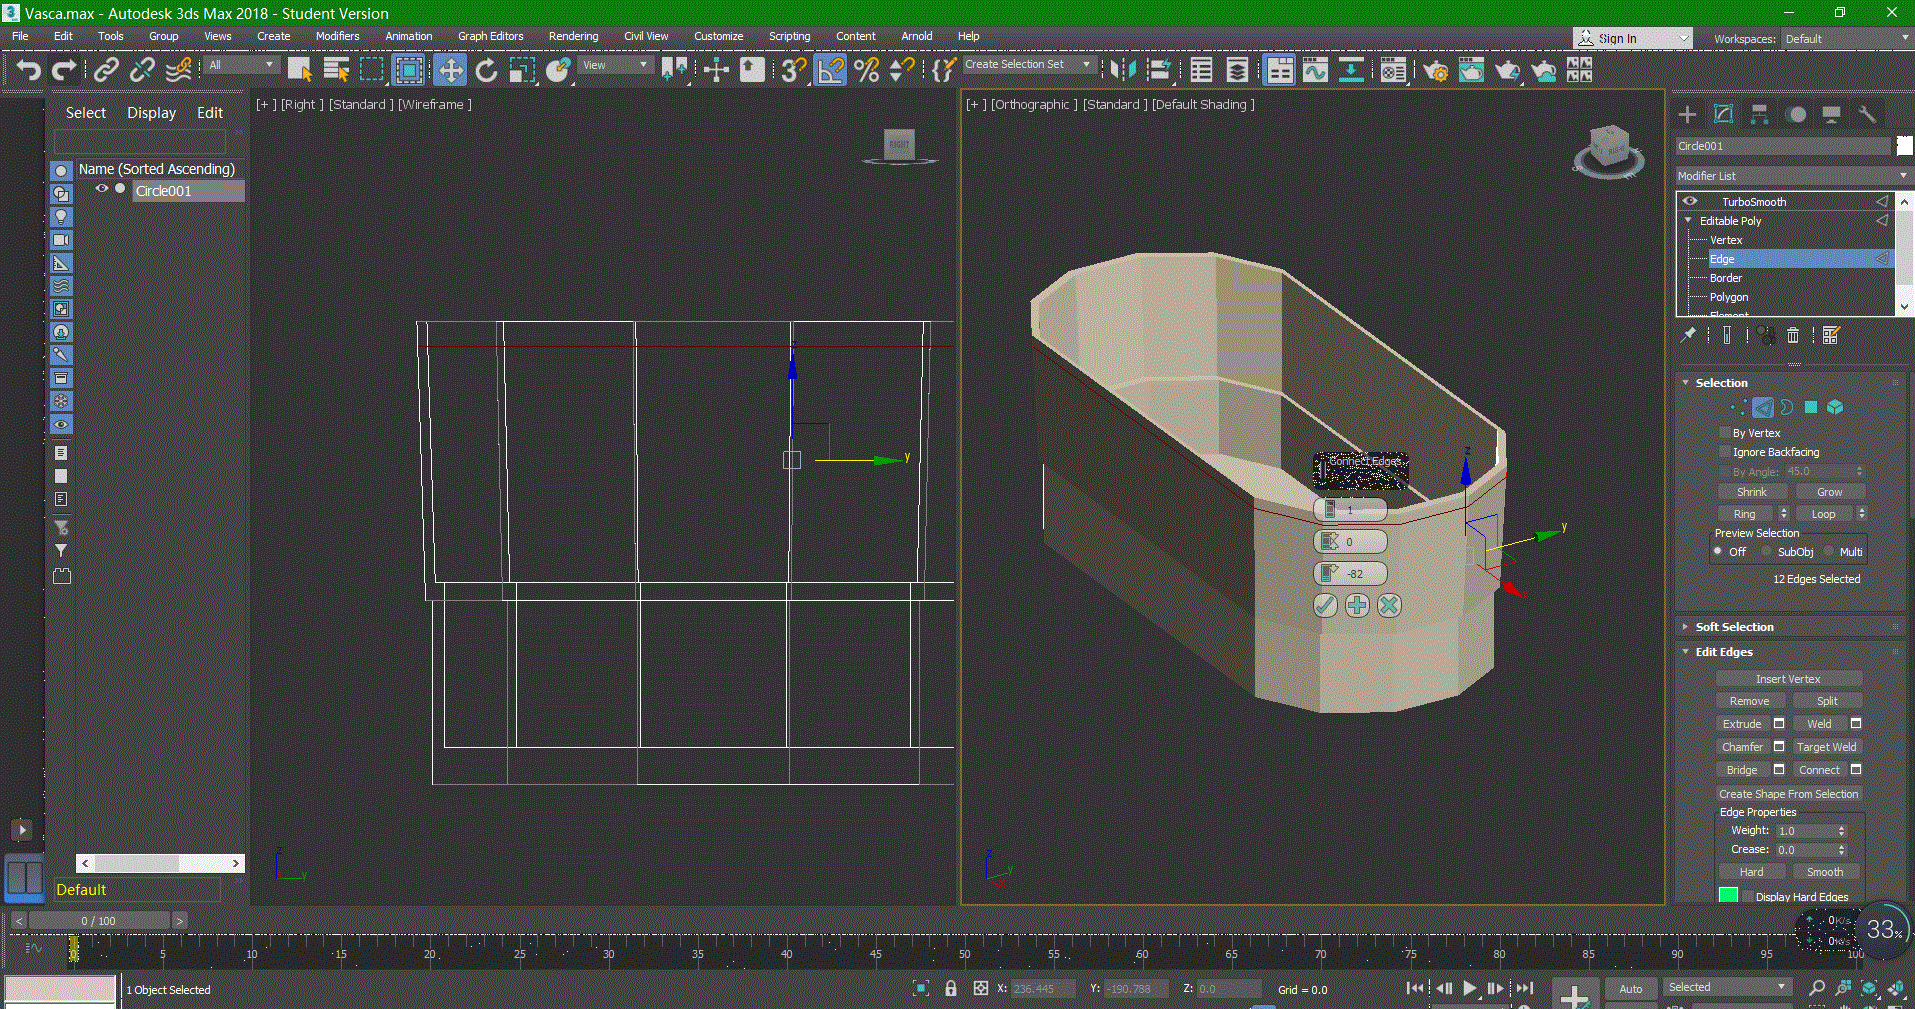 Vasca.max - Autodesk 3ds Max 2018 - Student Version
File Edit Tools Group Views Create Modifiers Animation Graph Editors Rendering Civil View Customize Scripting Content Arnold Help
Sign In
Workspaces: Default
All
View
Create Selection Set
Select Display Edit
Name (Sorted Ascending)
Circle001
Default
[+ ] [Right ] [Standard ] [Wireframe ]
RIGHT
z
y
z
y
[+ ] [Orthographic ] [Standard ] [Default Shading ]
RIGHT
Connect Edges
1
0
-82
z
y
x
z
y
Circle001
Modifier List
TurboSmooth
Editable Poly
Vertex
Edge
Border
Polygon
Element
Selection
By Vertex
Ignore Backfacing
By Angle: 45.0
Shrink Grow
Ring Loop
Preview Selection
Off SubObj Multi
12 Edges Selected
Soft Selection
Edit Edges
Insert Vertex
Remove Split
Extrude Weld
Chamfer Target Weld
Bridge Connect
Create Shape From Selection
Edge Properties
Weight: 1.0
Crease: 0.0
Hard Smooth
Display Hard Edges
0K/s
0K/s
33%
< 0 / 100 >
0 5 10 15 20 25 30 35 40 45 50 55 60 65 70 75 80 85 90 95 100
1 Object Selected
X: 236.445 Y: -190.788 Z: 0.0 Grid = 0.0
Auto Selected